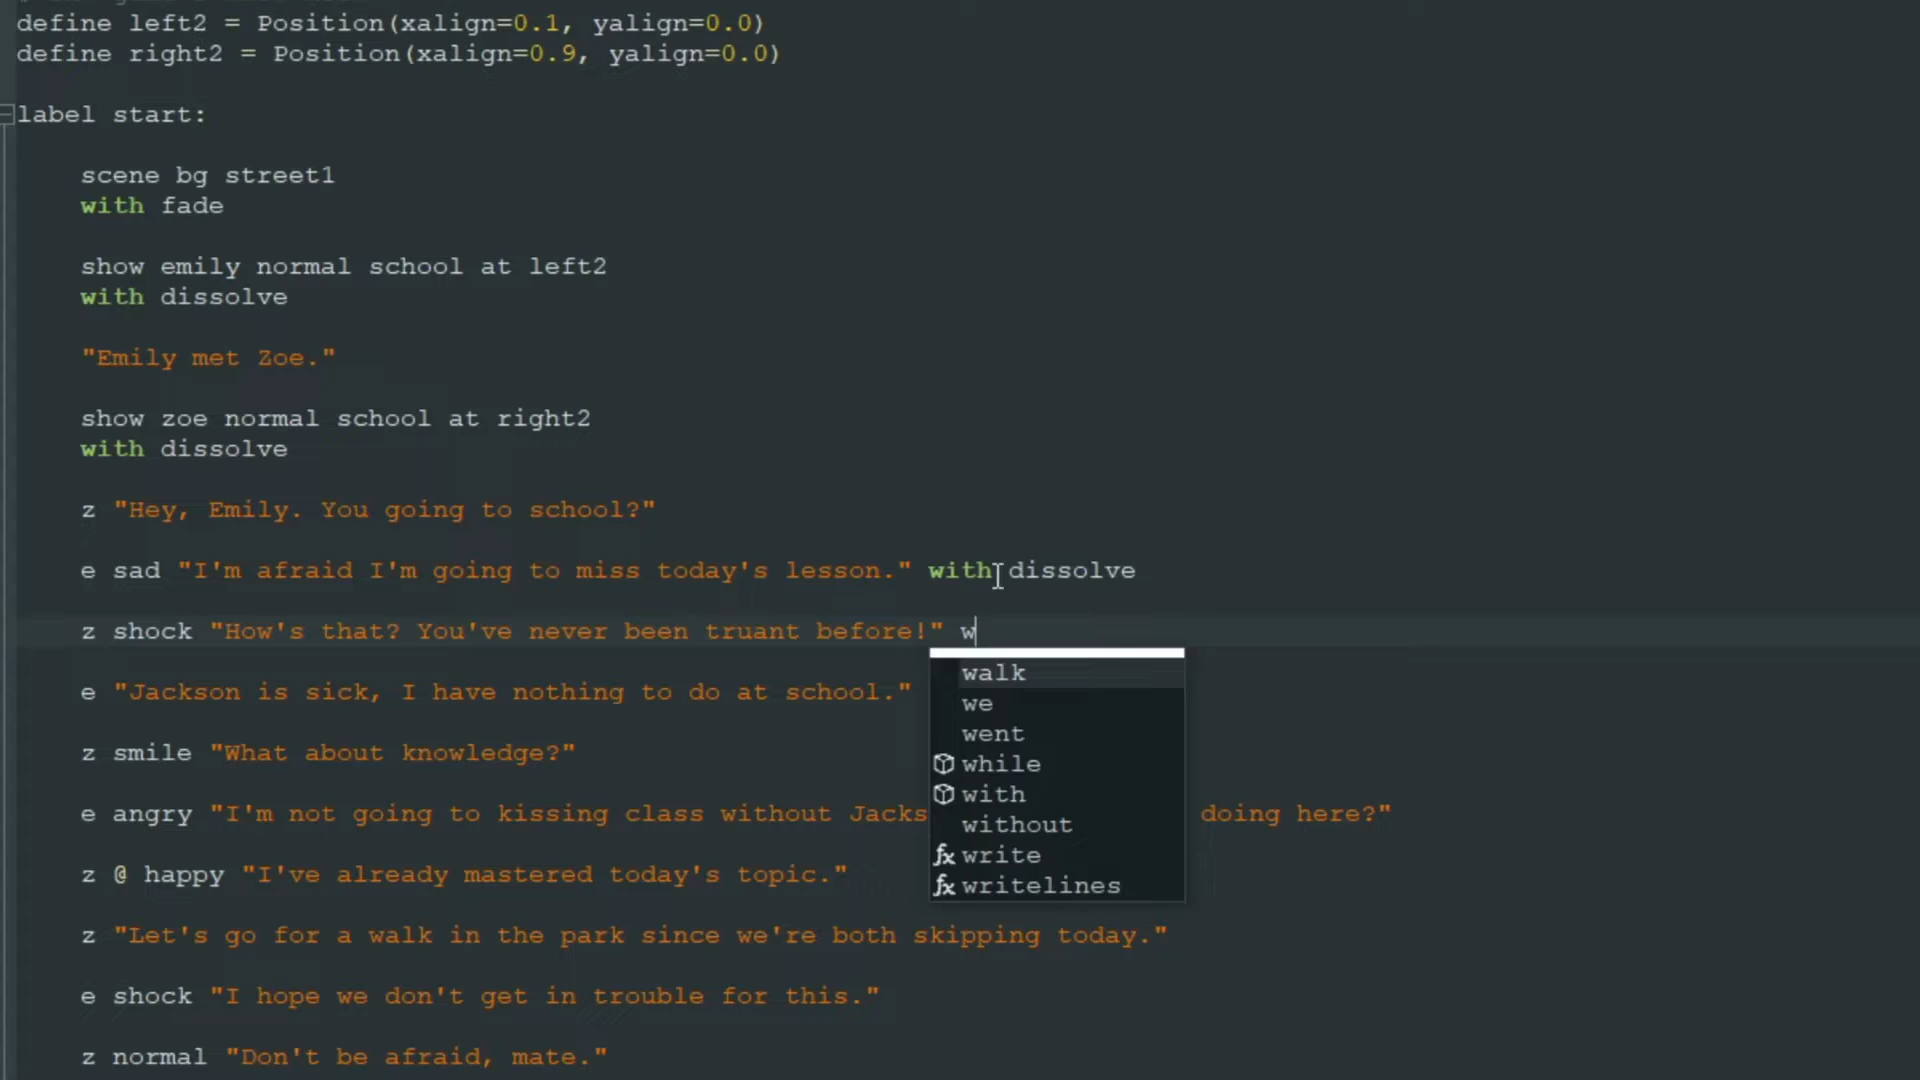 define left2 = Position(xalign=0.1, yalign=0.0)
define right2 = Position(xalign=0.9, yalign=0.0)
label start:
scene bg street1
with fade
show emily normal school at left2
with dissolve
"Emily met Zoe."
show zoe normal school at right2
with dissolve
z "Hey, Emily. You going to school?"
e sad "I'm afraid I'm going to miss today's lesson." with dissolve
z shock "How's that? You've never been truant before!" w
e "Jackson is sick, I have nothing to do at school."
z smile "What about knowledge?"
e angry "I'm not going to kissing class without Jacks doing here?"
z @ happy "I've already mastered today's topic."
z "Let's go for a walk in the park since we're both skipping today."
e shock "I hope we don't get in trouble for this."
z normal "Don't be afraid, mate."
walk
we
went
while
with
without
fx write
fx writelines